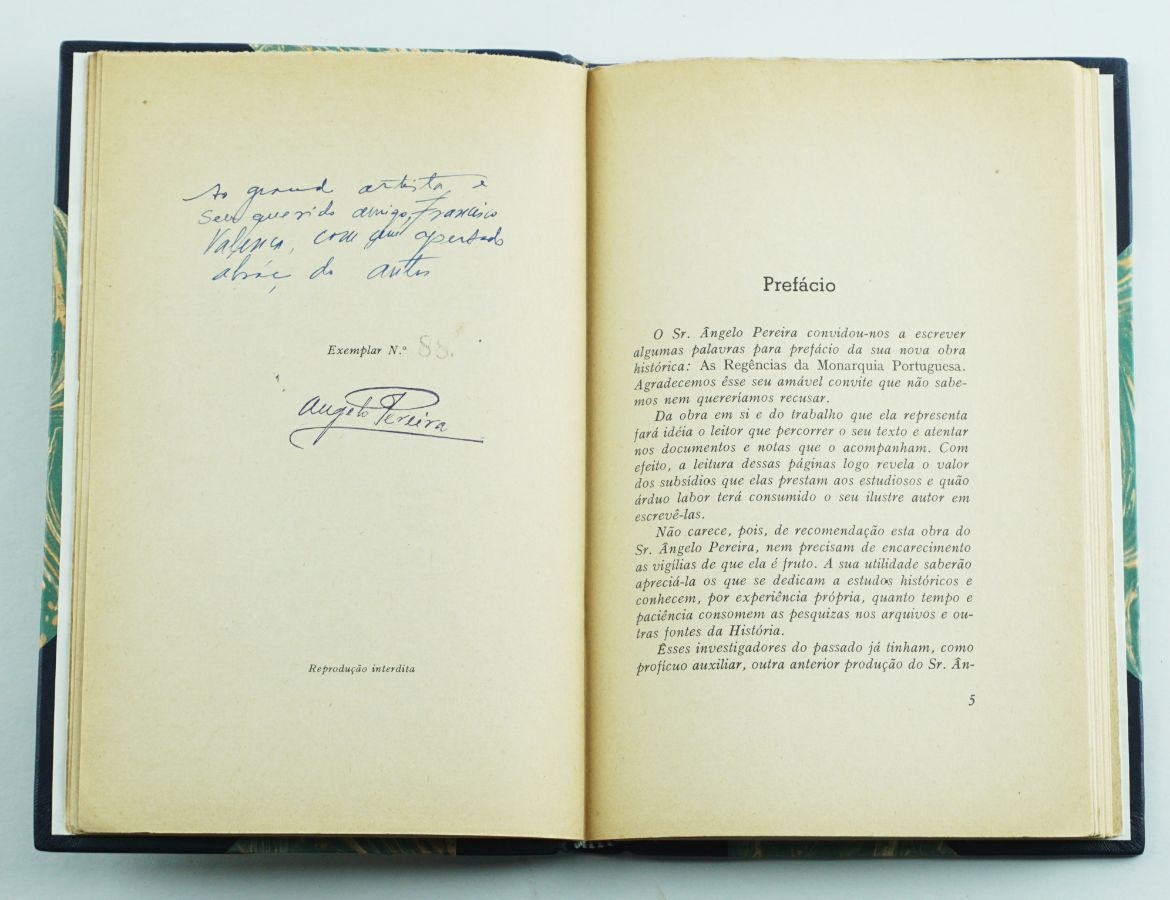 Ao grand artista e
seu querido amigo, Francisco
Valença, com um apertado
abraço do autor
Exemplar N.º 88.
Angelo Pereira
Reprodução interdita
Prefácio
O Sr. Ângelo Pereira convidou-nos a escrever
algumas palavras para prefácio da sua nova obra
histórica: As Regências da Monarquia Portuguesa.
Agradecemos êsse seu amável convite que não sabe-
mos nem quereríamos recusar.
Da obra em si e do trabalho que ela representa
fará idéia o leitor que percorrer o seu texto e atentar
nos documentos e notas que o acompanham. Com
efeito, a leitura dessas páginas logo revela o valor
dos subsídios que elas prestam aos estudiosos e quão
árduo labor terá consumido o seu ilustre autor em
escrevê-las.
Não carece, pois, de recomendação esta obra do
Sr. Ângelo Pereira, nem precisam de encarecimento
as vigílias de que ela é fruto. A sua utilidade saberão
apreciá-la os que se dedicam a estudos históricos e
conhecem, por experiência própria, quanto tempo e
paciência consomem as pesquizas nos arquivos e ou-
tras fontes da História.
Êsses investigadores do passado já tinham, como
profícuo auxiliar, outra anterior produção do Sr. Ân-
5